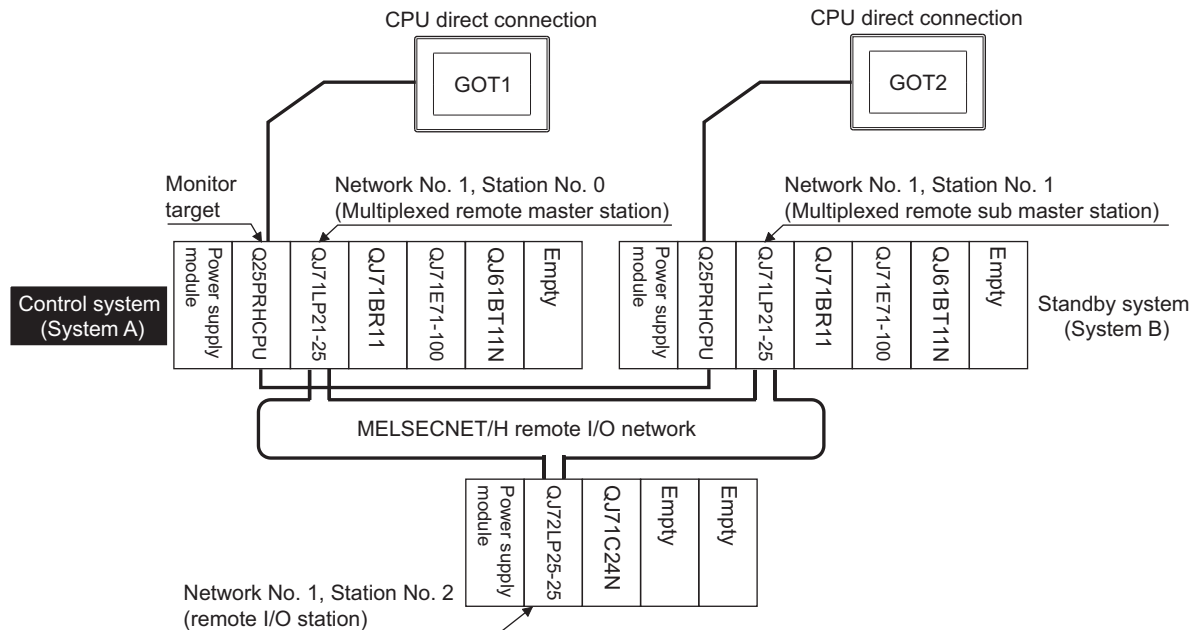 CPU direct connection
CPU direct connection
GOT1
GOT2
Monitor
target
Network No. 1, Station No. 0
(Multiplexed remote master station)
Network No. 1, Station No. 1
(Multiplexed remote sub master station)
Control system
(System A)
Power supply
module
Q25PRHCPU
QJ71LP21-25
QJ71BR11
QJ71E71-100
QJ61BT11N
Empty
Power supply
module
Q25PRHCPU
QJ71LP21-25
QJ71BR11
QJ71E71-100
QJ61BT11N
Empty
Standby system
(System B)
MELSECNET/H remote I/O network
Power supply
module
QJ72LP25-25
QJ71C24N
Empty
Empty
Network No. 1, Station No. 2
(remote I/O station)